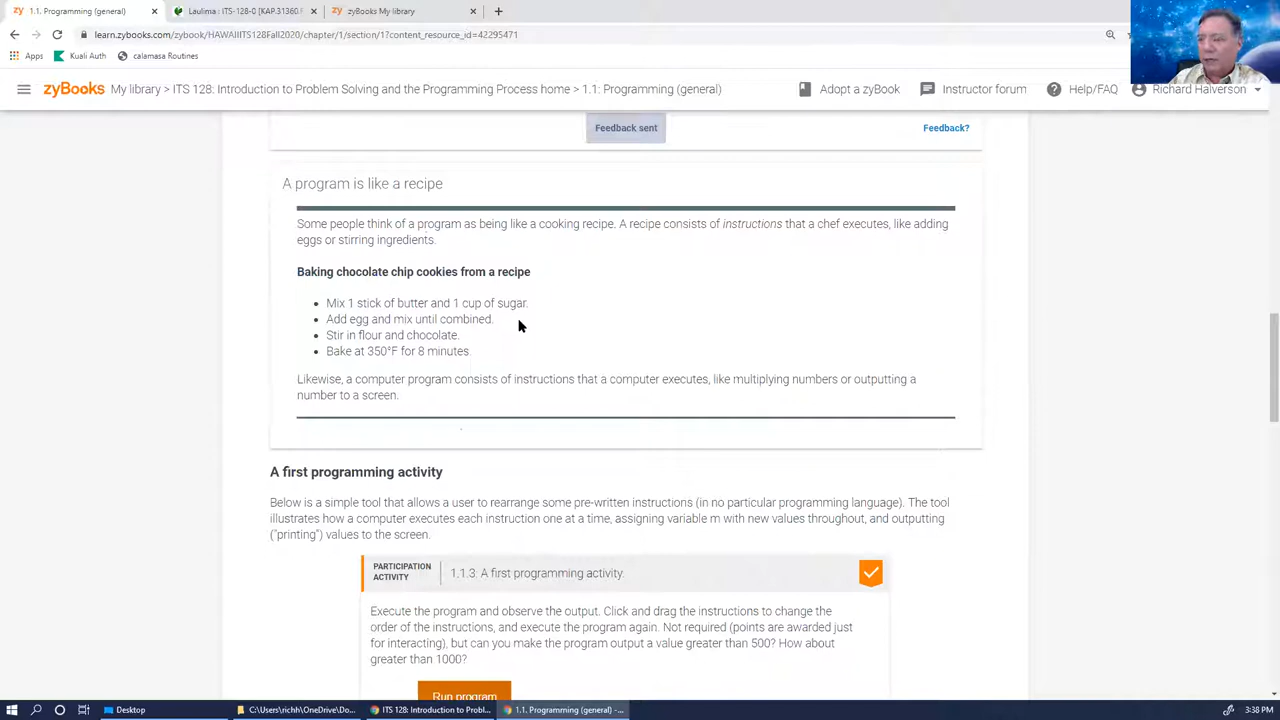 1.1. Programming (general)
Laulima : ITS-128-0 [KAP.31360.F
zyBooks My library
learn.zybooks.com/zybook/HAWAIIITS128Fall2020/chapter/1/section/1?content_resource_id=42295471
Apps
Kuali Auth
calamasa Routines
zyBooks
My library > ITS 128: Introduction to Problem Solving and the Programming Process home > 1.1: Programming (general)
Adopt a zyBook
Instructor forum
Help/FAQ
Richard Halverson
Feedback sent
Feedback?
A program is like a recipe
Some people think of a program as being like a cooking recipe. A recipe consists of instructions that a chef executes, like adding
eggs or stirring ingredients.
Baking chocolate chip cookies from a recipe
• Mix 1 stick of butter and 1 cup of sugar.
• Add egg and mix until combined.
• Stir in flour and chocolate.
• Bake at 350°F for 8 minutes.
Likewise, a computer program consists of instructions that a computer executes, like multiplying numbers or outputting a
number to a screen.
A first programming activity
Below is a simple tool that allows a user to rearrange some pre-written instructions (in no particular programming language). The tool
illustrates how a computer executes each instruction one at a time, assigning variable m with new values throughout, and outputting
("printing") values to the screen.
PARTICIPATION
ACTIVITY
1.1.3: A first programming activity.
Execute the program and observe the output. Click and drag the instructions to change the
order of the instructions, and execute the program again. Not required (points are awarded just
for interacting), but can you make the program output a value greater than 500? How about
greater than 1000?
Run program
Desktop
C:\Users\richh\OneDrive\Do...
ITS 128: Introduction to Probl...
1.1. Programming (general) -...
3:38 PM